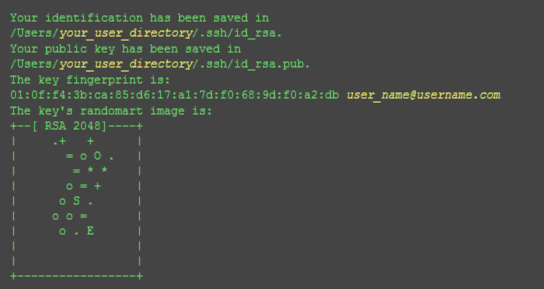 Your identification has been saved in
/Users/your_user_directory/.ssh/id_rsa.
Your public key has been saved in
/Users/your_user_directory/.ssh/id_rsa.pub.
The key fingerprint is:
01:0f:f4:3b:ca:85:d6:17:a1:7d:f0:68:9d:f0:a2:db user_name@username.com
The key's randomart image is:
+--[ RSA 2048]----+
|     .+   +      |
|       = o O .   |
|        = * *    |
|       o = +     |
|      o S .      |
|     o o =       |
|      o . E      |
|                 |
|                 |
+-----------------+